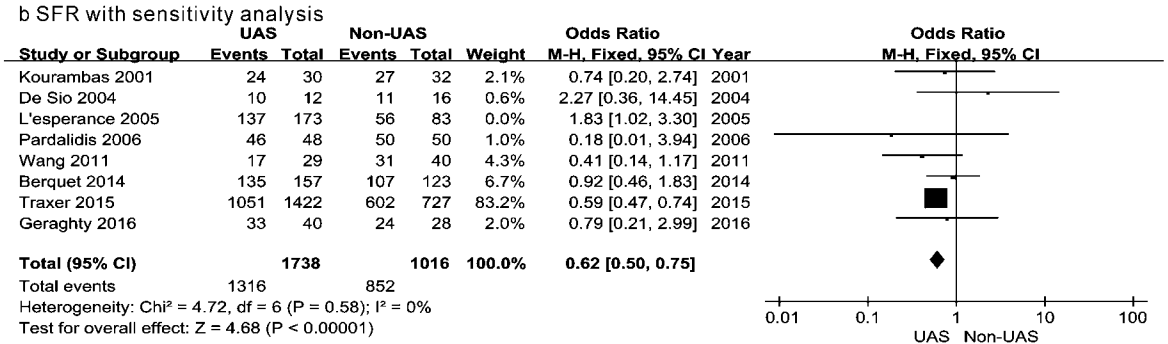 b SFR with sensitivity analysis
UAS Non-UAS Odds Ratio Odds Ratio
Study or Subgroup Events Total Events Total Weight M-H, Fixed, 95% CI Year M-H, Fixed, 95% CI
Kourambas 2001 24 30 27 32 2.1% 0.74 [0.20, 2.74] 2001
De Sio 2004 10 12 11 16 0.6% 2.27 [0.36, 14.45] 2004
L'esperance 2005 137 173 56 83 0.0% 1.83 [1.02, 3.30] 2005
Pardalidis 2006 46 48 50 50 1.0% 0.18 [0.01, 3.94] 2006
Wang 2011 17 29 31 40 4.3% 0.41 [0.14, 1.17] 2011
Berquet 2014 135 157 107 123 6.7% 0.92 [0.46, 1.83] 2014
Traxer 2015 1051 1422 602 727 83.2% 0.59 [0.47, 0.74] 2015
Geraghty 2016 33 40 24 28 2.0% 0.79 [0.21, 2.99] 2016
Total (95% CI) 1738 1016 100.0% 0.62 [0.50, 0.75]
Total events 1316 852
Heterogeneity: Chi² = 4.72, df = 6 (P = 0.58); I² = 0%
Test for overall effect: Z = 4.68 (P < 0.00001)
0.01 0.1 1 10 100
UAS Non-UAS